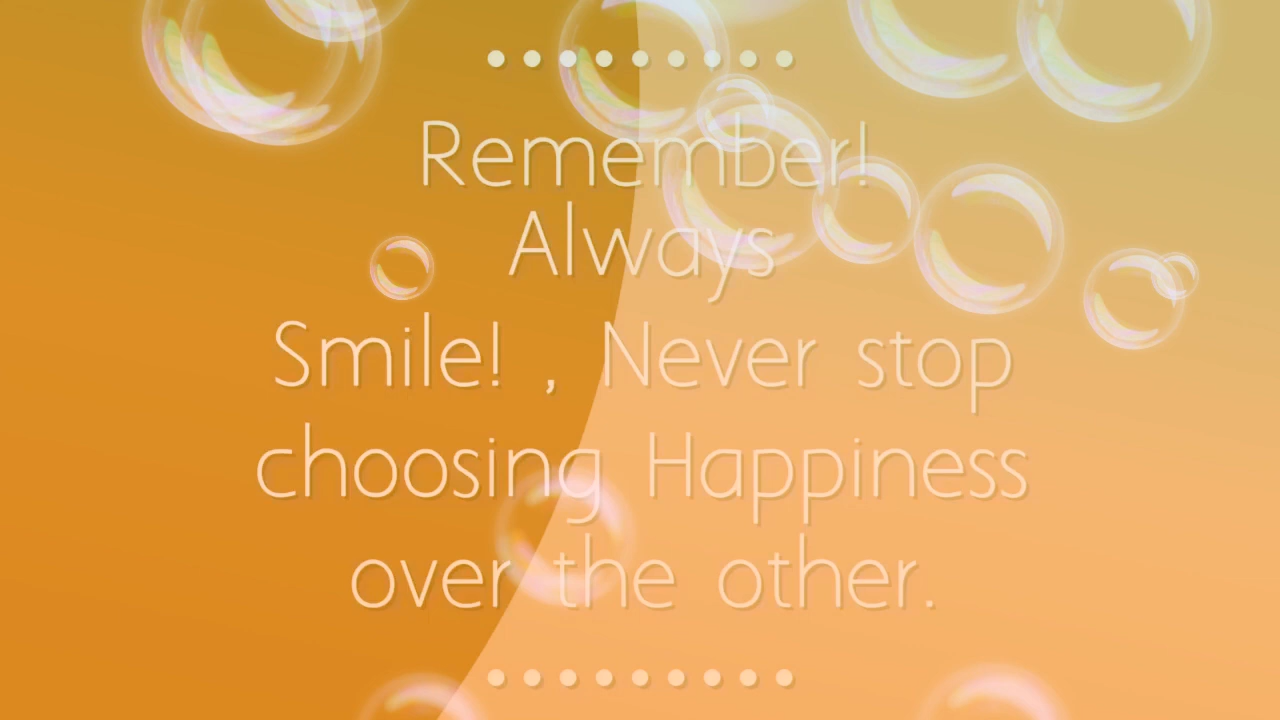 Remember!
Always
Smile! , Never stop
choosing Happiness
over the other.